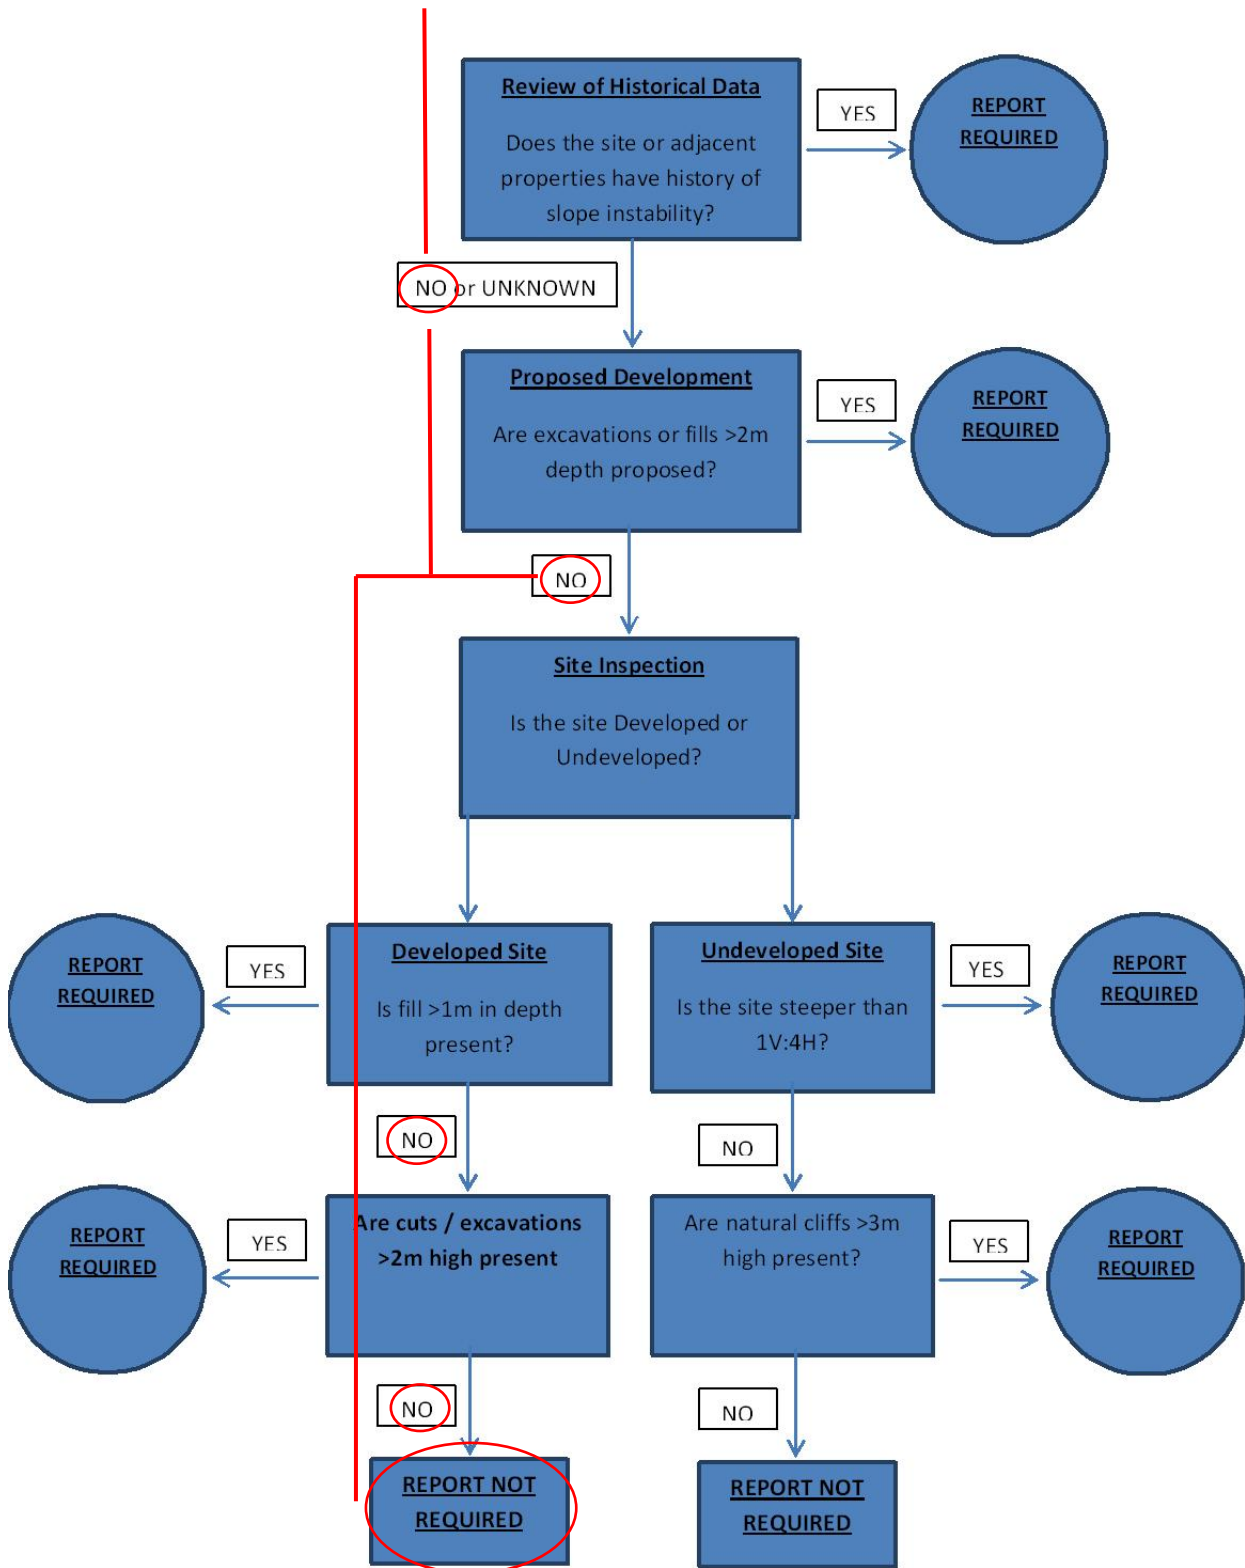 Review of Historical Data
Does the site or adjacent
properties have history of
slope instability?
YES
REPORT
REQUIRED
NO or UNKNOWN
Proposed Development
Are excavations or fills >2m
depth proposed?
YES
REPORT
REQUIRED
NO
Site Inspection
Is the site Developed or
Undeveloped?
REPORT
REQUIRED
YES
Developed Site
Is fill >1m in depth
present?
Undeveloped Site
Is the site steeper than
1V:4H?
YES
REPORT
REQUIRED
NO
NO
REPORT
REQUIRED
YES
Are cuts / excavations
>2m high present
Are natural cliffs >3m
high present?
YES
REPORT
REQUIRED
NO
NO
REPORT NOT
REQUIRED
REPORT NOT
REQUIRED